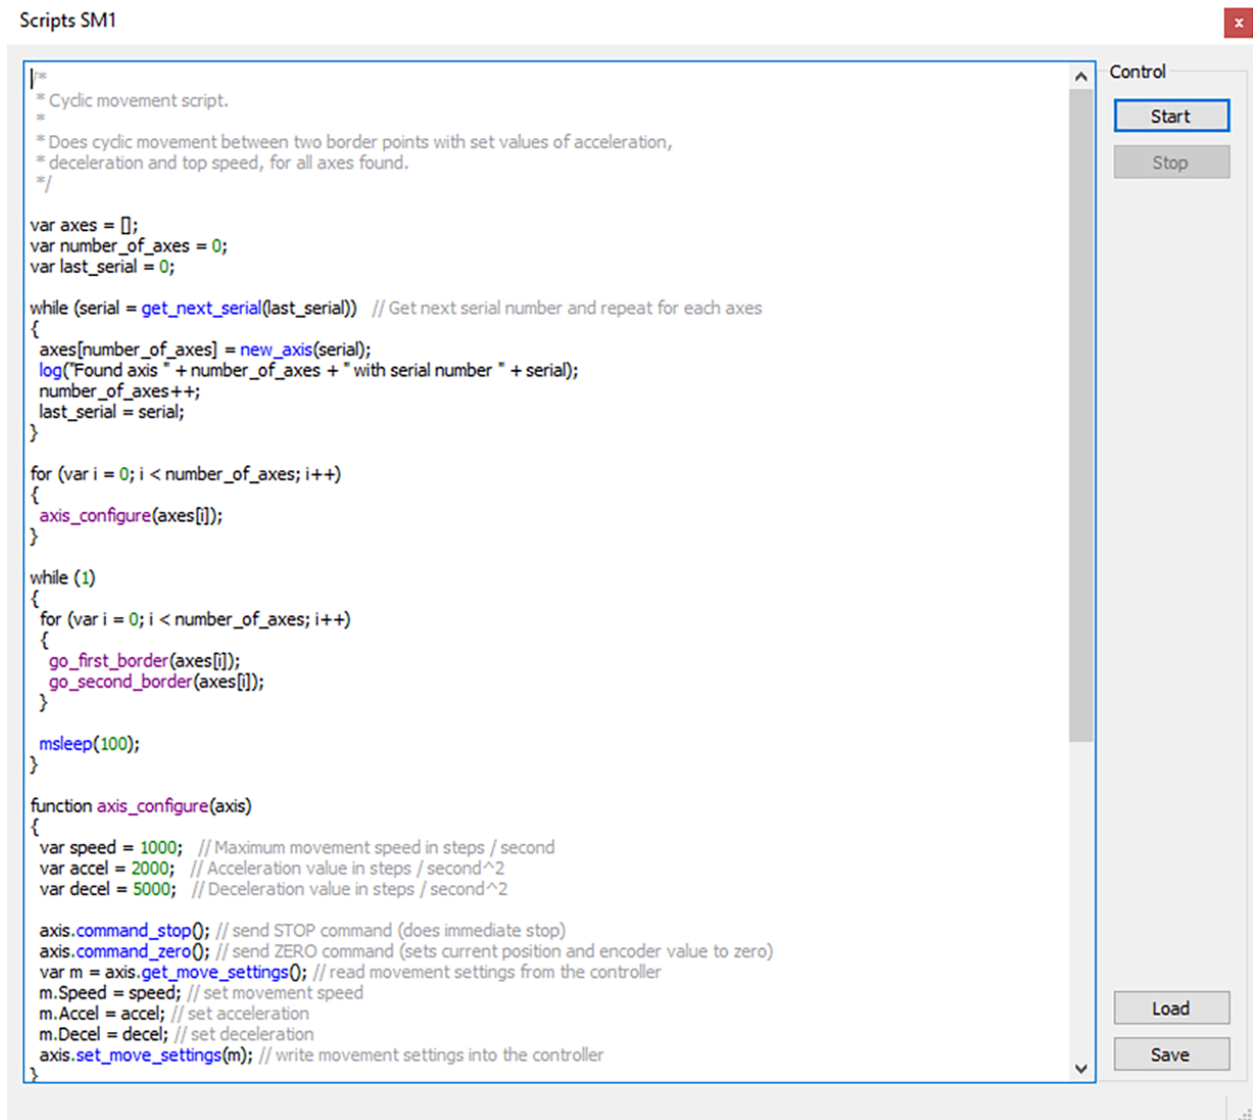 Scripts SM1
x
/*
* Cyclic movement script.
*
* Does cyclic movement between two border points with set values of acceleration,
* deceleration and top speed, for all axes found.
*/
var axes = [];
var number_of_axes = 0;
var last_serial = 0;
while (serial = get_next_serial(last_serial)) // Get next serial number and repeat for each axes
{
axes[number_of_axes] = new_axis(serial);
log("Found axis " + number_of_axes + " with serial number " + serial);
number_of_axes++;
last_serial = serial;
}
for (var i = 0; i < number_of_axes; i++)
{
axis_configure(axes[i]);
}
while (1)
{
for (var i = 0; i < number_of_axes; i++)
{
go_first_border(axes[i]);
go_second_border(axes[i]);
}
msleep(100);
}
function axis_configure(axis)
{
var speed = 1000; // Maximum movement speed in steps / second
var accel = 2000; // Acceleration value in steps / second^2
var decel = 5000; // Deceleration value in steps / second^2
axis.command_stop(); // send STOP command (does immediate stop)
axis.command_zero(); // send ZERO command (sets current position and encoder value to zero)
var m = axis.get_move_settings(); // read movement settings from the controller
m.Speed = speed; // set movement speed
m.Accel = accel; // set acceleration
m.Decel = decel; // set deceleration
axis.set_move_settings(m); // write movement settings into the controller
}
Control
Start
Stop
Load
Save